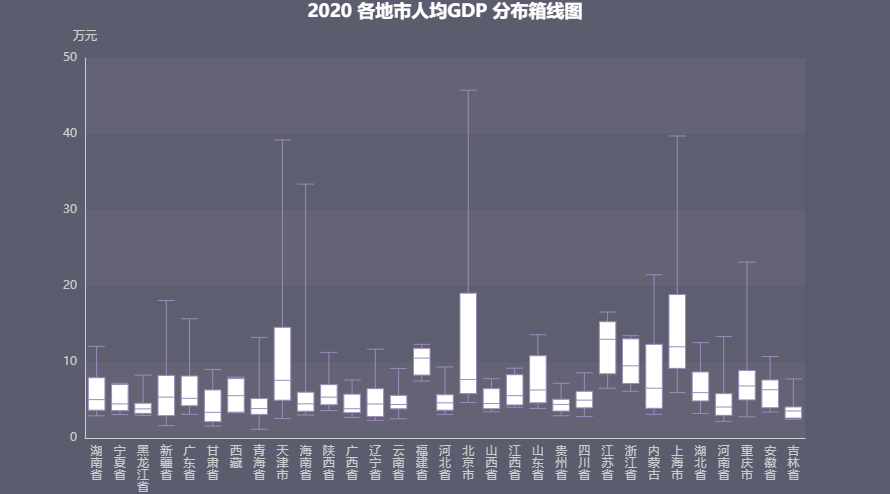 2020 各地市人均GDP 分布箱线图
万元
50
40
30
20
10
0
湖南省
宁夏省
黑龙江省
新疆省
广东省
甘肃省
西藏
青海省
天津市
海南省
陕西省
广西省
辽宁省
云南省
福建省
河北省
北京市
山西省
江西省
山东省
贵州省
四川省
江苏省
浙江省
内蒙古
上海市
湖北省
河南省
重庆市
安徽省
吉林省